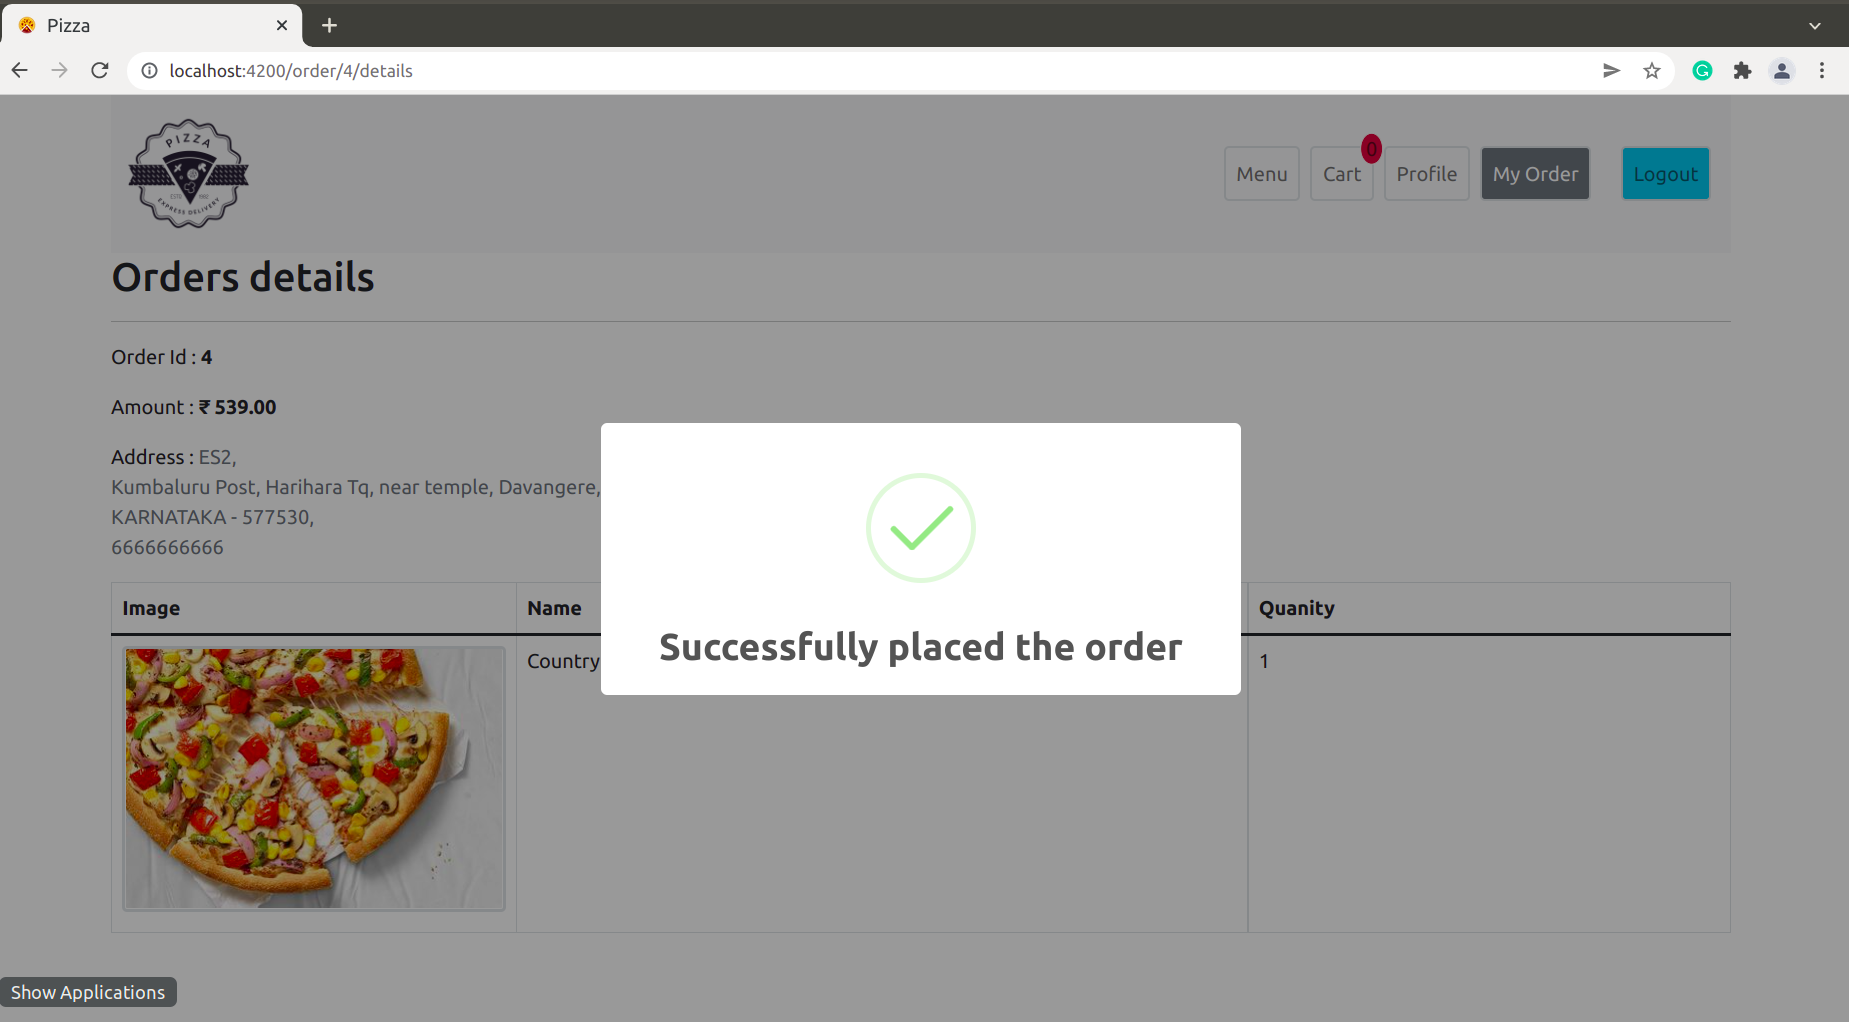 Pizza
localhost:4200/order/4/details
PIZZA
EXPRESS DELIVERY
Menu
Cart
0
Profile
My Order
Logout
Orders details
Order Id : 4
Amount : ₹ 539.00
Address : ES2,
Kumbaluru Post, Harihara Tq, near temple, Davangere,
KARNATAKA - 577530,
6666666666
Image
Name
Quanity
Country
1
Successfully placed the order
Show Applications